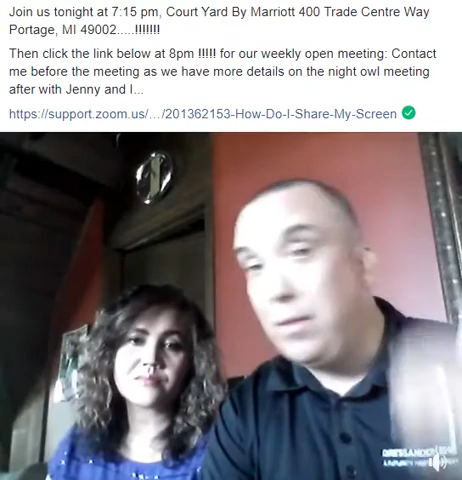 Join us tonight at 7:15 pm, Court Yard By Marriott 400 Trade Centre Way
Portage, MI 49002.....!!!!!!!
Then click the link below at 8pm !!!!! for our weekly open meeting: Contact
me before the meeting as we have more details on the night owl meeting
after with Jenny and I...
https://support.zoom.us/.../201362153-How-Do-I-Share-My-Screen